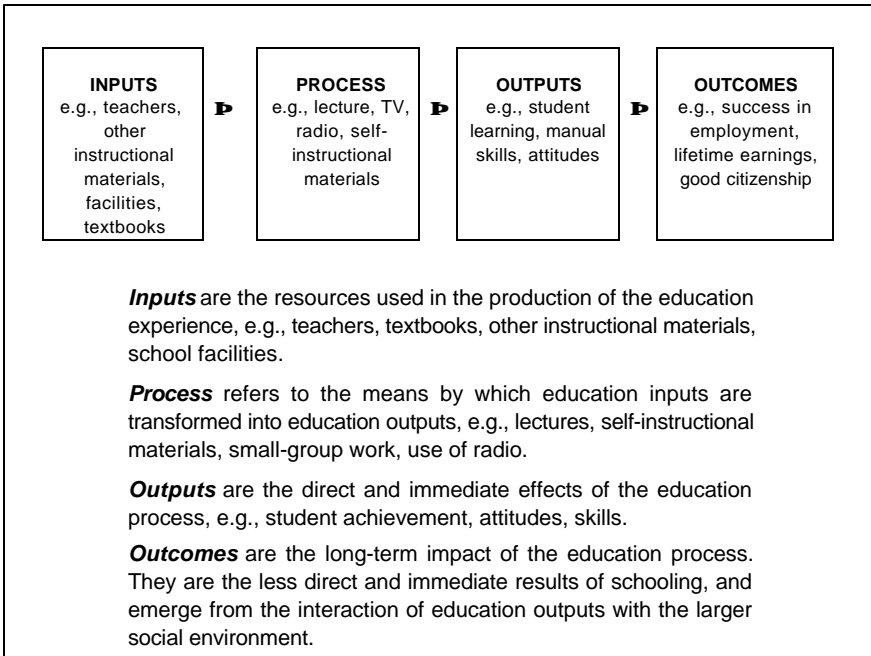 INPUTS
e.g., teachers,
other
instructional
materials,
facilities,
textbooks
PROCESS
e.g., lecture, TV,
radio, self-
instructional
materials
OUTPUTS
e.g., student
learning, manual
skills, attitudes
OUTCOMES
e.g., success in
employment,
lifetime earnings,
good citizenship
Inputs are the resources used in the production of the education
experience, e.g., teachers, textbooks, other instructional materials,
school facilities.
Process refers to the means by which education inputs are
transformed into education outputs, e.g., lectures, self-instructional
materials, small-group work, use of radio.
Outputs are the direct and immediate effects of the education
process, e.g., student achievement, attitudes, skills.
Outcomes are the long-term impact of the education process.
They are the less direct and immediate results of schooling, and
emerge from the interaction of education outputs with the larger
social environment.